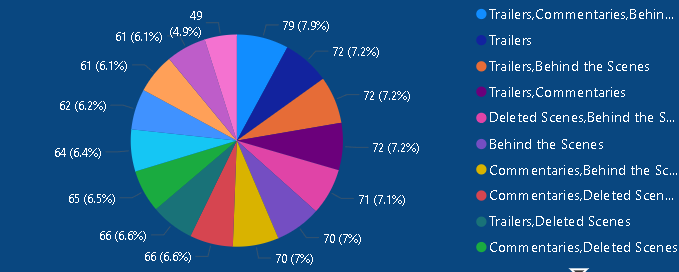 49
(4.9%)
79 (7.9%)
72 (7.2%)
72 (7.2%)
72 (7.2%)
71 (7.1%)
70 (7%)
70 (7%)
66 (6.6%)
66 (6.6%)
65 (6.5%)
64 (6.4%)
62 (6.2%)
61 (6.1%)
61 (6.1%)
Trailers,Commentaries,Behin...
Trailers
Trailers,Behind the Scenes
Trailers,Commentaries
Deleted Scenes,Behind the S...
Behind the Scenes
Commentaries,Behind the Sc...
Commentaries,Deleted Scen...
Trailers,Deleted Scenes
Commentaries,Deleted Scenes